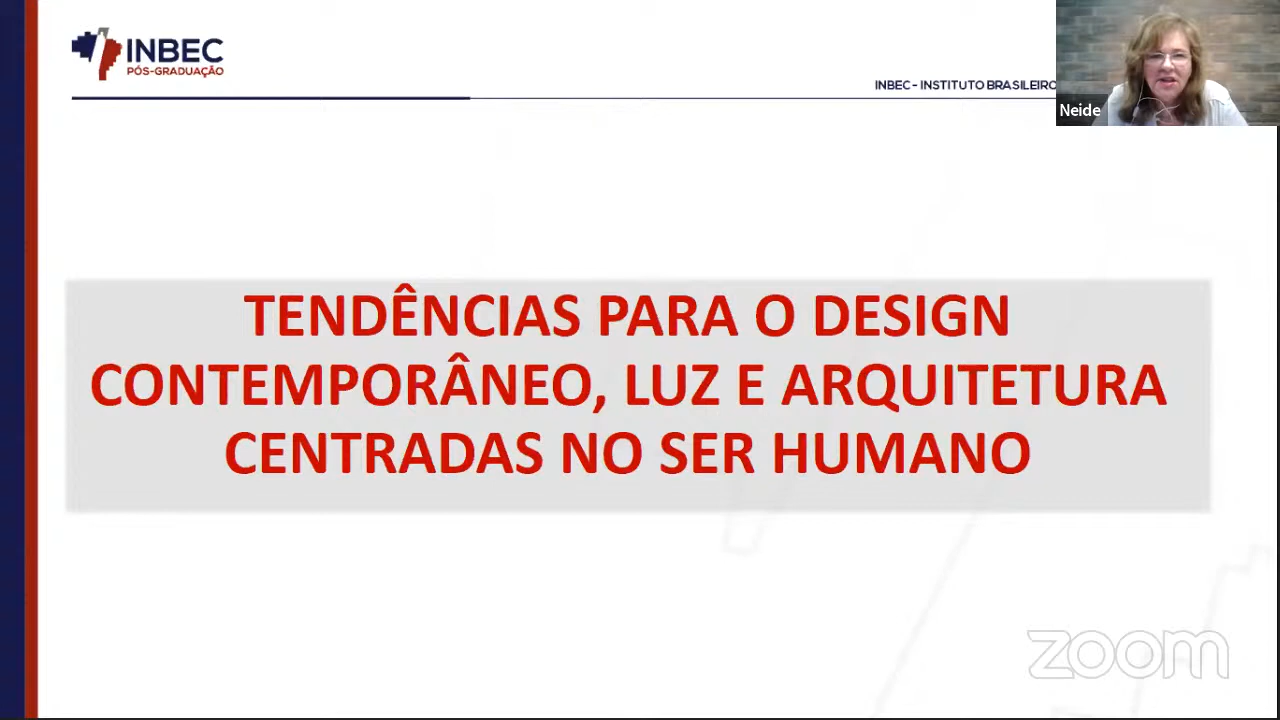 INBEC
PÓS-GRADUAÇÃO
INBEC - INSTITUTO BRASILEIRO
Neide
TENDÊNCIAS PARA O DESIGN
CONTEMPORÂNEO, LUZ E ARQUITETURA
CENTRADAS NO SER HUMANO
zoom